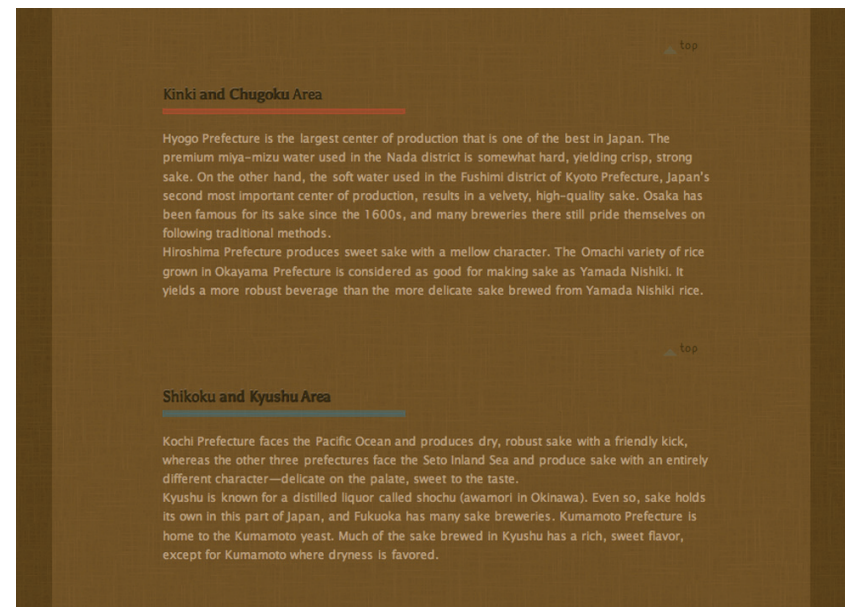 top
Kinki and Chugoku Area
Hyogo Prefecture is the largest center of production that is one of the best in Japan. The
premium miya-mizu water used in the Nada district is somewhat hard, yielding crisp, strong
sake. On the other hand, the soft water used in the Fushimi district of Kyoto Prefecture, Japan's
second most important center of production, results in a velvety, high-quality sake. Osaka has
been famous for its sake since the 1600s, and many breweries there still pride themselves on
following traditional methods.
Hiroshima Prefecture produces sweet sake with a mellow character. The Omachi variety of rice
grown in Okayama Prefecture is considered as good for making sake as Yamada Nishiki. It
yields a more robust beverage than the more delicate sake brewed from Yamada Nishiki rice.
top
Shikoku and Kyushu Area
Kochi Prefecture faces the Pacific Ocean and produces dry, robust sake with a friendly kick,
whereas the other three prefectures face the Seto Inland Sea and produce sake with an entirely
different character—delicate on the palate, sweet to the taste.
Kyushu is known for a distilled liquor called shochu (awamori in Okinawa). Even so, sake holds
its own in this part of Japan, and Fukuoka has many sake breweries. Kumamoto Prefecture is
home to the Kumamoto yeast. Much of the sake brewed in Kyushu has a rich, sweet flavor,
except for Kumamoto where dryness is favored.